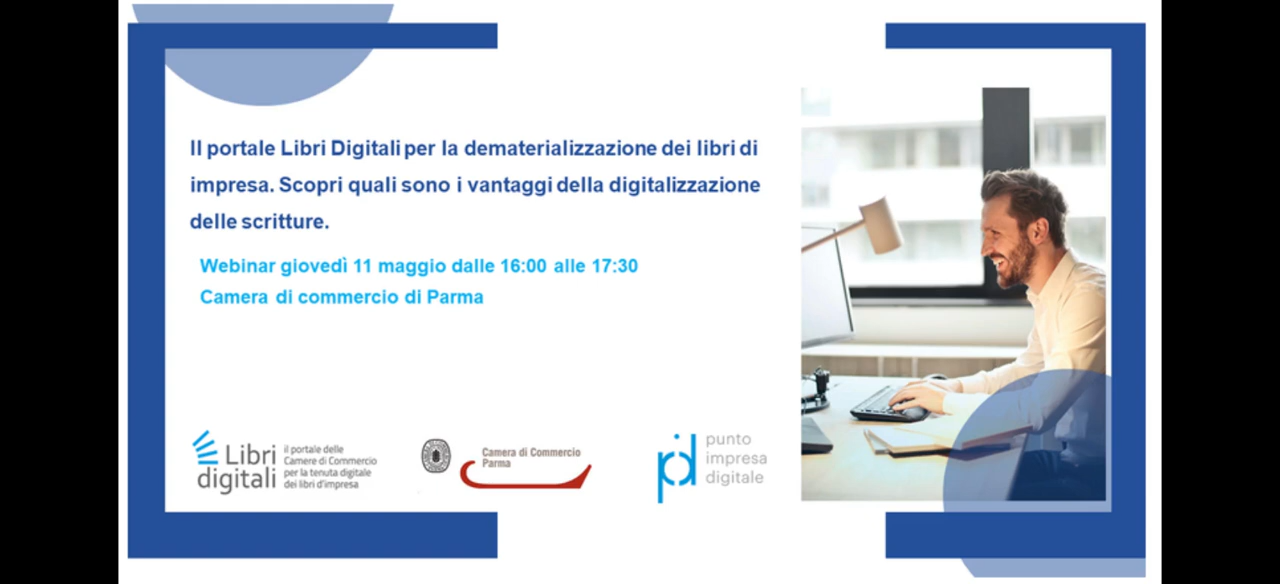 Il portale Libri Digitali per la dematerializzazione dei libri di
impresa. Scopri quali sono i vantaggi della digitalizzazione
delle scritture.
Webinar giovedì 11 maggio dalle 16:00 alle 17:30
Camera di commercio di Parma
Libri
digitali
il portale delle
Camere di Commercio
per la tenuta digitale
dei libri d'impresa
Camera di Commercio
Parma
pid
punto
impresa
digitale